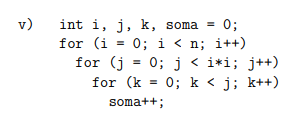 v) int i, j, k, soma = 0;
for (i = 0; i < n; i++)
for (j = 0; j < i*i; j++)
for (k = 0; k < j; k++)
soma++;